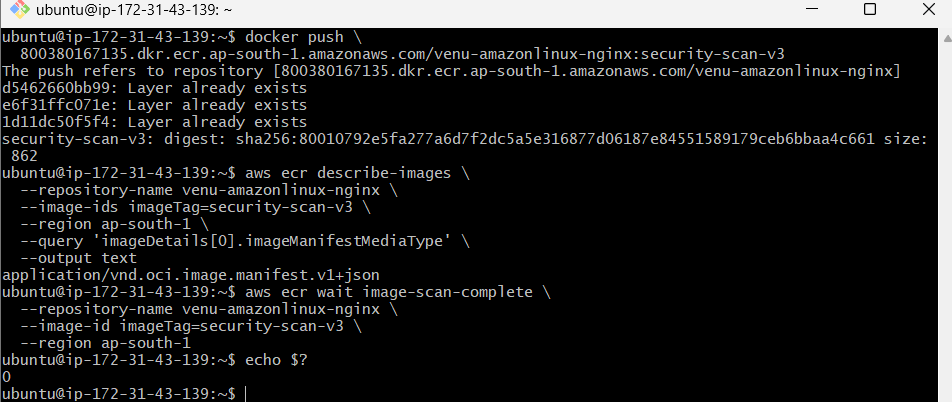 ubuntu@ip-172-31-43-139: ~
ubuntu@ip-172-31-43-139:~$ docker push \
  800380167135.dkr.ecr.ap-south-1.amazonaws.com/venu-amazonlinux-nginx:security-scan-v3
The push refers to repository [800380167135.dkr.ecr.ap-south-1.amazonaws.com/venu-amazonlinux-nginx]
d5462660bb99: Layer already exists
e6f31ffc071e: Layer already exists
1d11dc50f5f4: Layer already exists
security-scan-v3: digest: sha256:80010792e5fa277a6d7f2dc5a5e316877d06187e84551589179ceb6bbaa4c661 size:
 862
ubuntu@ip-172-31-43-139:~$ aws ecr describe-images \
  --repository-name venu-amazonlinux-nginx \
  --image-ids imageTag=security-scan-v3 \
  --region ap-south-1 \
  --query 'imageDetails[0].imageManifestMediaType' \
  --output text
application/vnd.oci.image.manifest.v1+json
ubuntu@ip-172-31-43-139:~$ aws ecr wait image-scan-complete \
  --repository-name venu-amazonlinux-nginx \
  --image-id imageTag=security-scan-v3 \
  --region ap-south-1
ubuntu@ip-172-31-43-139:~$ echo $?
0
ubuntu@ip-172-31-43-139:~$